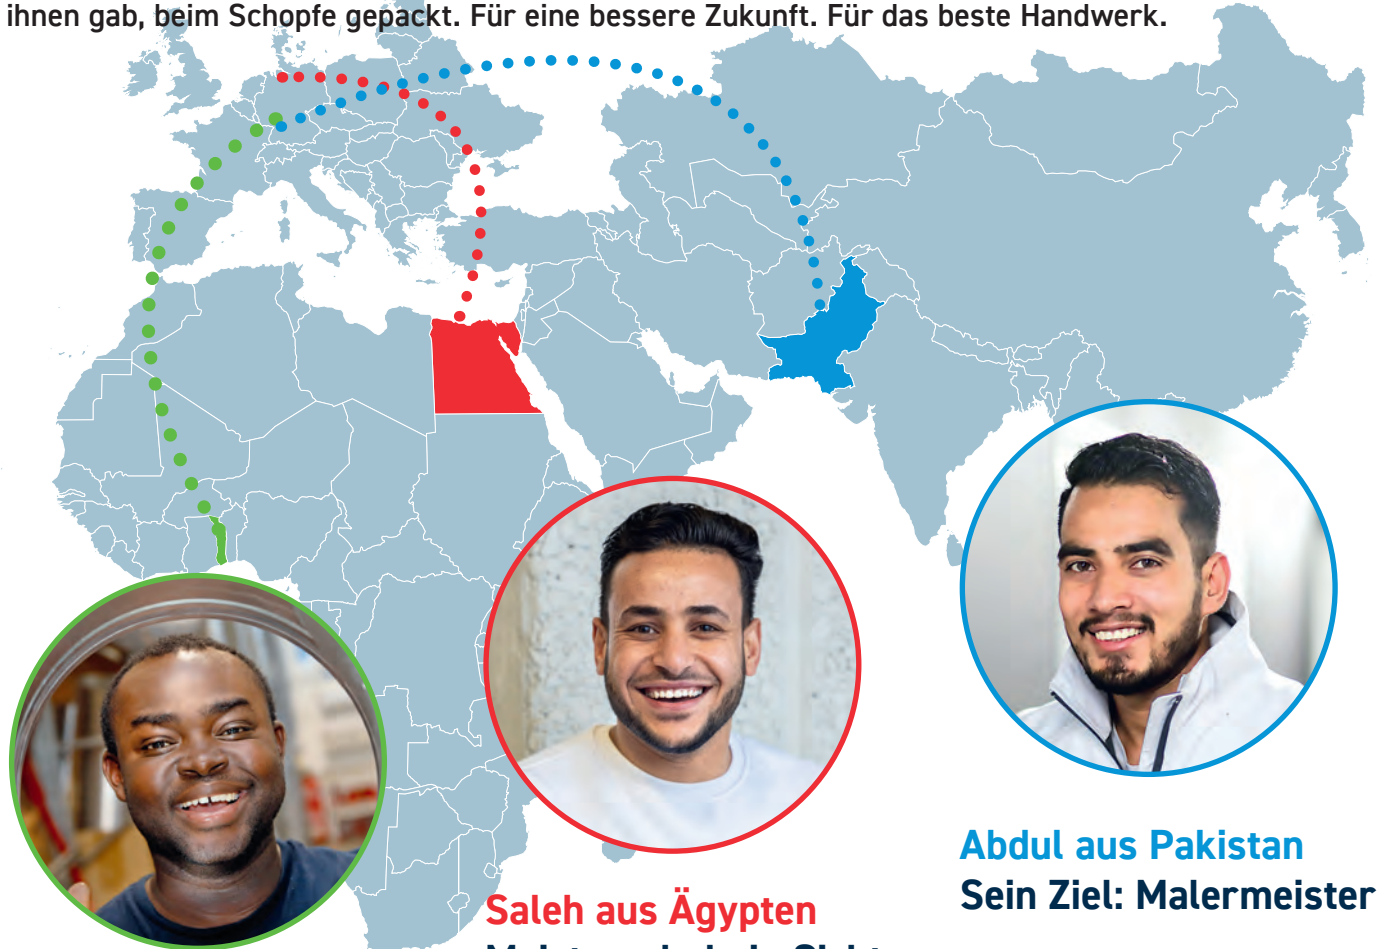 ihnen gab, beim Schopfe gepackt. Für eine bessere Zukunft. Für das beste Handwerk.
Abdul aus Pakistan
Sein Ziel: Malermeister
Saleh aus Ägypten